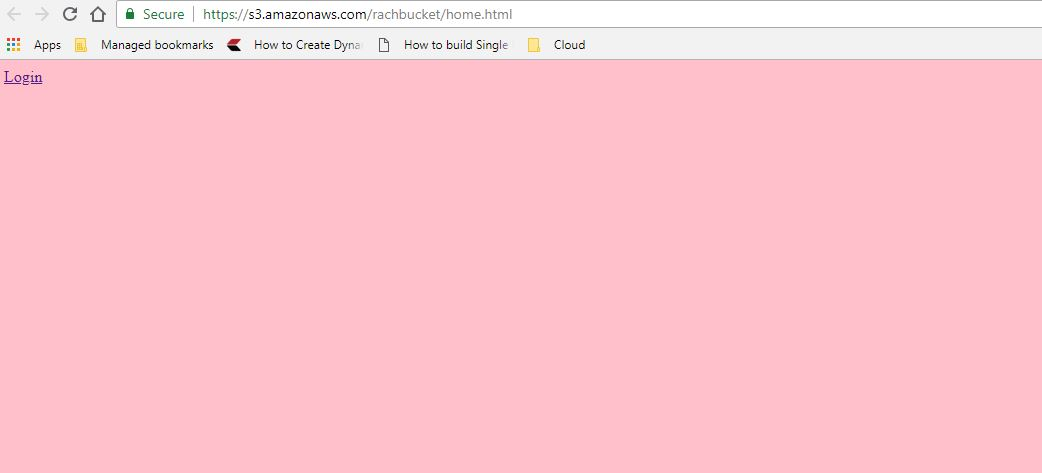 Secure https://s3.amazonaws.com/rachbucket/home.html
Apps Managed bookmarks How to Create Dyna How to build Single Cloud
Login